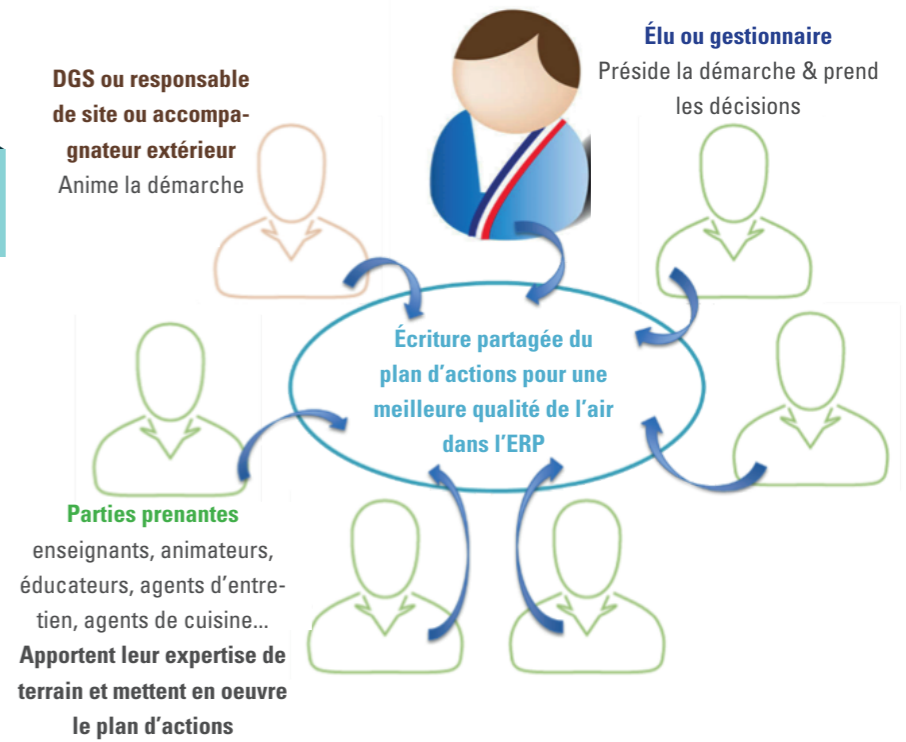 DGS ou responsable
de site ou accompa-
gnateur extérieur
Anime la démarche
Élu ou gestionnaire
Préside la démarche & prend
les décisions
Écriture partagée du
plan d'actions pour une
meilleure qualité de l'air
dans l'ERP
Parties prenantes
enseignants, animateurs,
éducateurs, agents d'entre-
tien, agents de cuisine...
Apportent leur expertise de
terrain et mettent en oeuvre
le plan d'actions